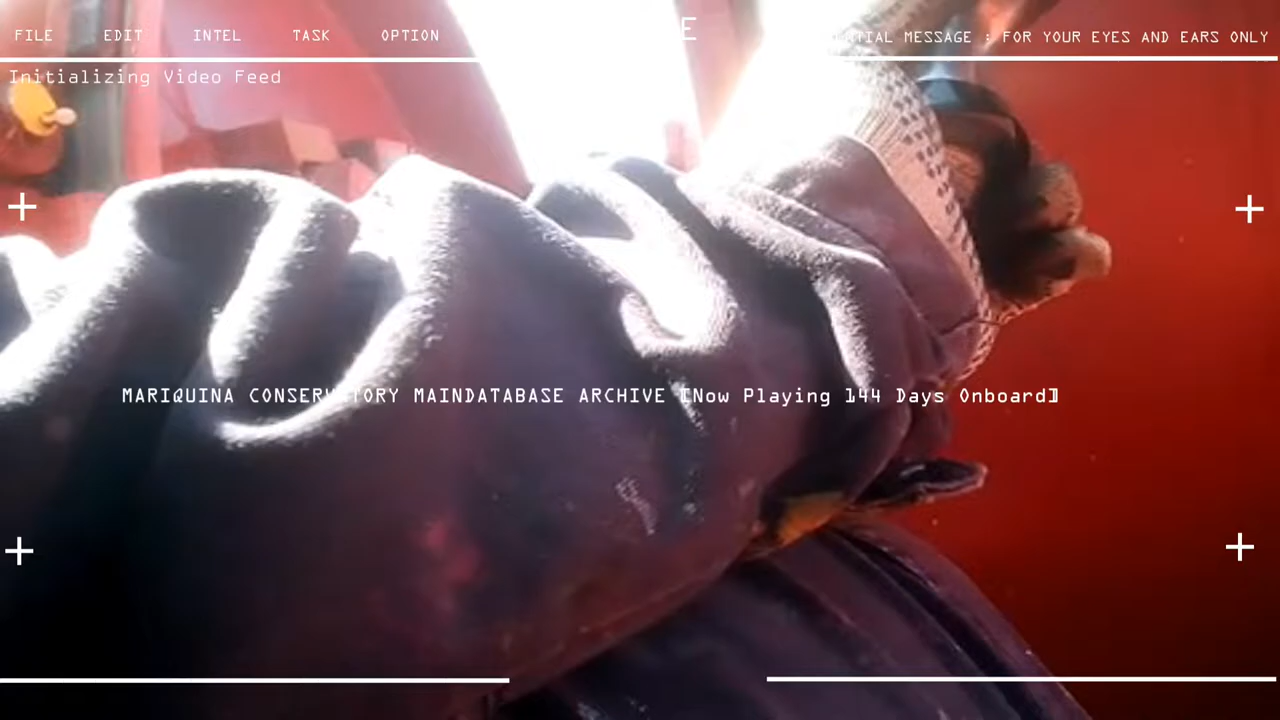 FILE EDIT INTEL TASK OPTION
MESSAGE : FOR YOUR EYES AND EARS ONLY
Initializing Video Feed
MARIQUINA CONSERVATORY MAINDATABASE ARCHIVE [Now Playing 144 Days Onboard]